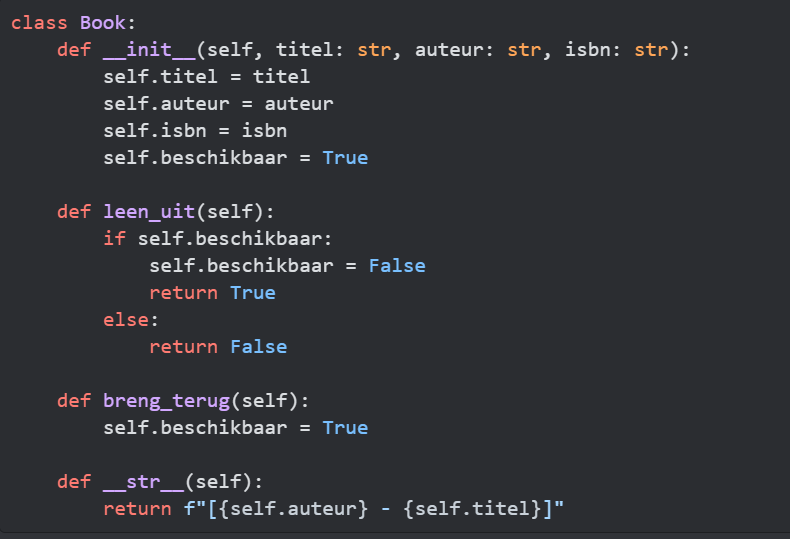 class Book:
    def __init__(self, titel: str, auteur: str, isbn: str):
        self.titel = titel
        self.auteur = auteur
        self.isbn = isbn
        self.beschikbaar = True

    def leen_uit(self):
        if self.beschikbaar:
            self.beschikbaar = False
            return True
        else:
            return False

    def breng_terug(self):
        self.beschikbaar = True

    def __str__(self):
        return f"[{self.auteur} - {self.titel}]"